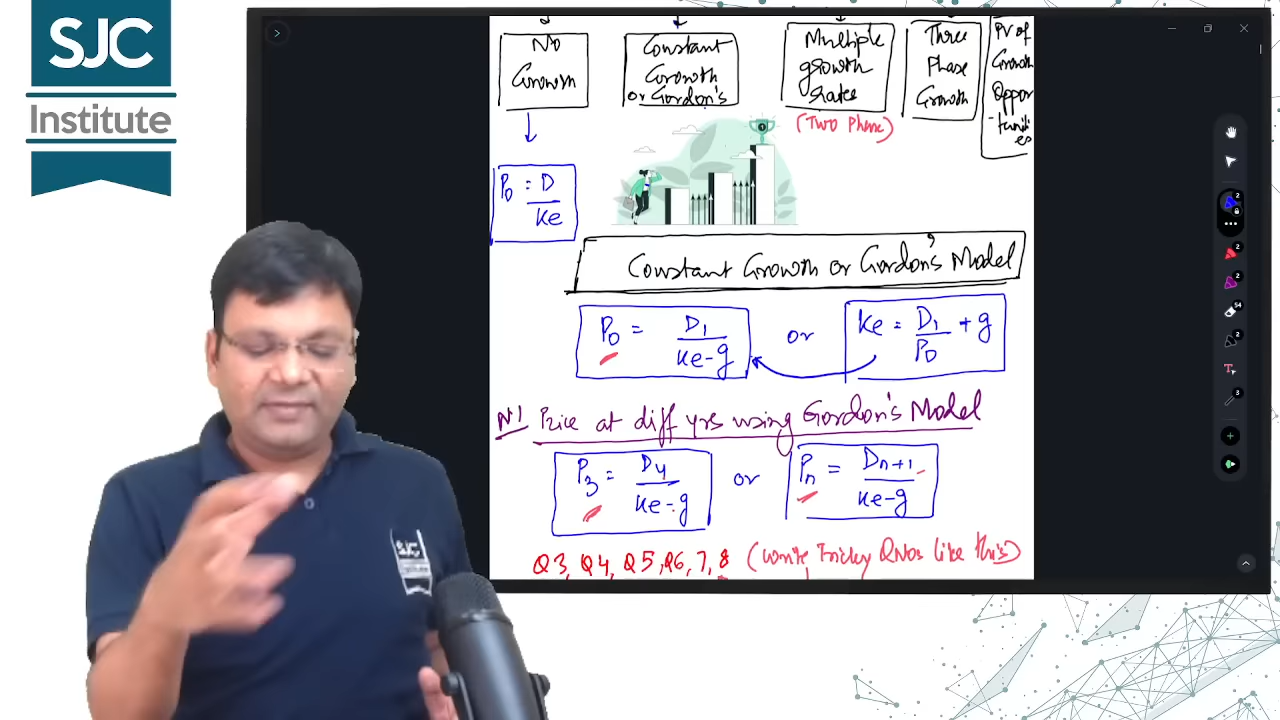 SJC
Institute
No
Growth
Constant
Growth
or Gordon's
Multiple
growth
rates
(Two Phase)
Three
Phase
Growth
PV of
Growth
Oppor
-tuniti
es
P0 = D
Ke
Constant Growth or Gordon's Model
P0 = D1
Ke-g
or
Ke = D1 + g
P0
N1 Price at diff yrs using Gordon's Model
P3 = D4
Ke-g
or
Pn = Dn+1
Ke-g
Q3, Q4, Q5, Q6, 7, 8 (write Tricky QNos like this)
SJC
Institute